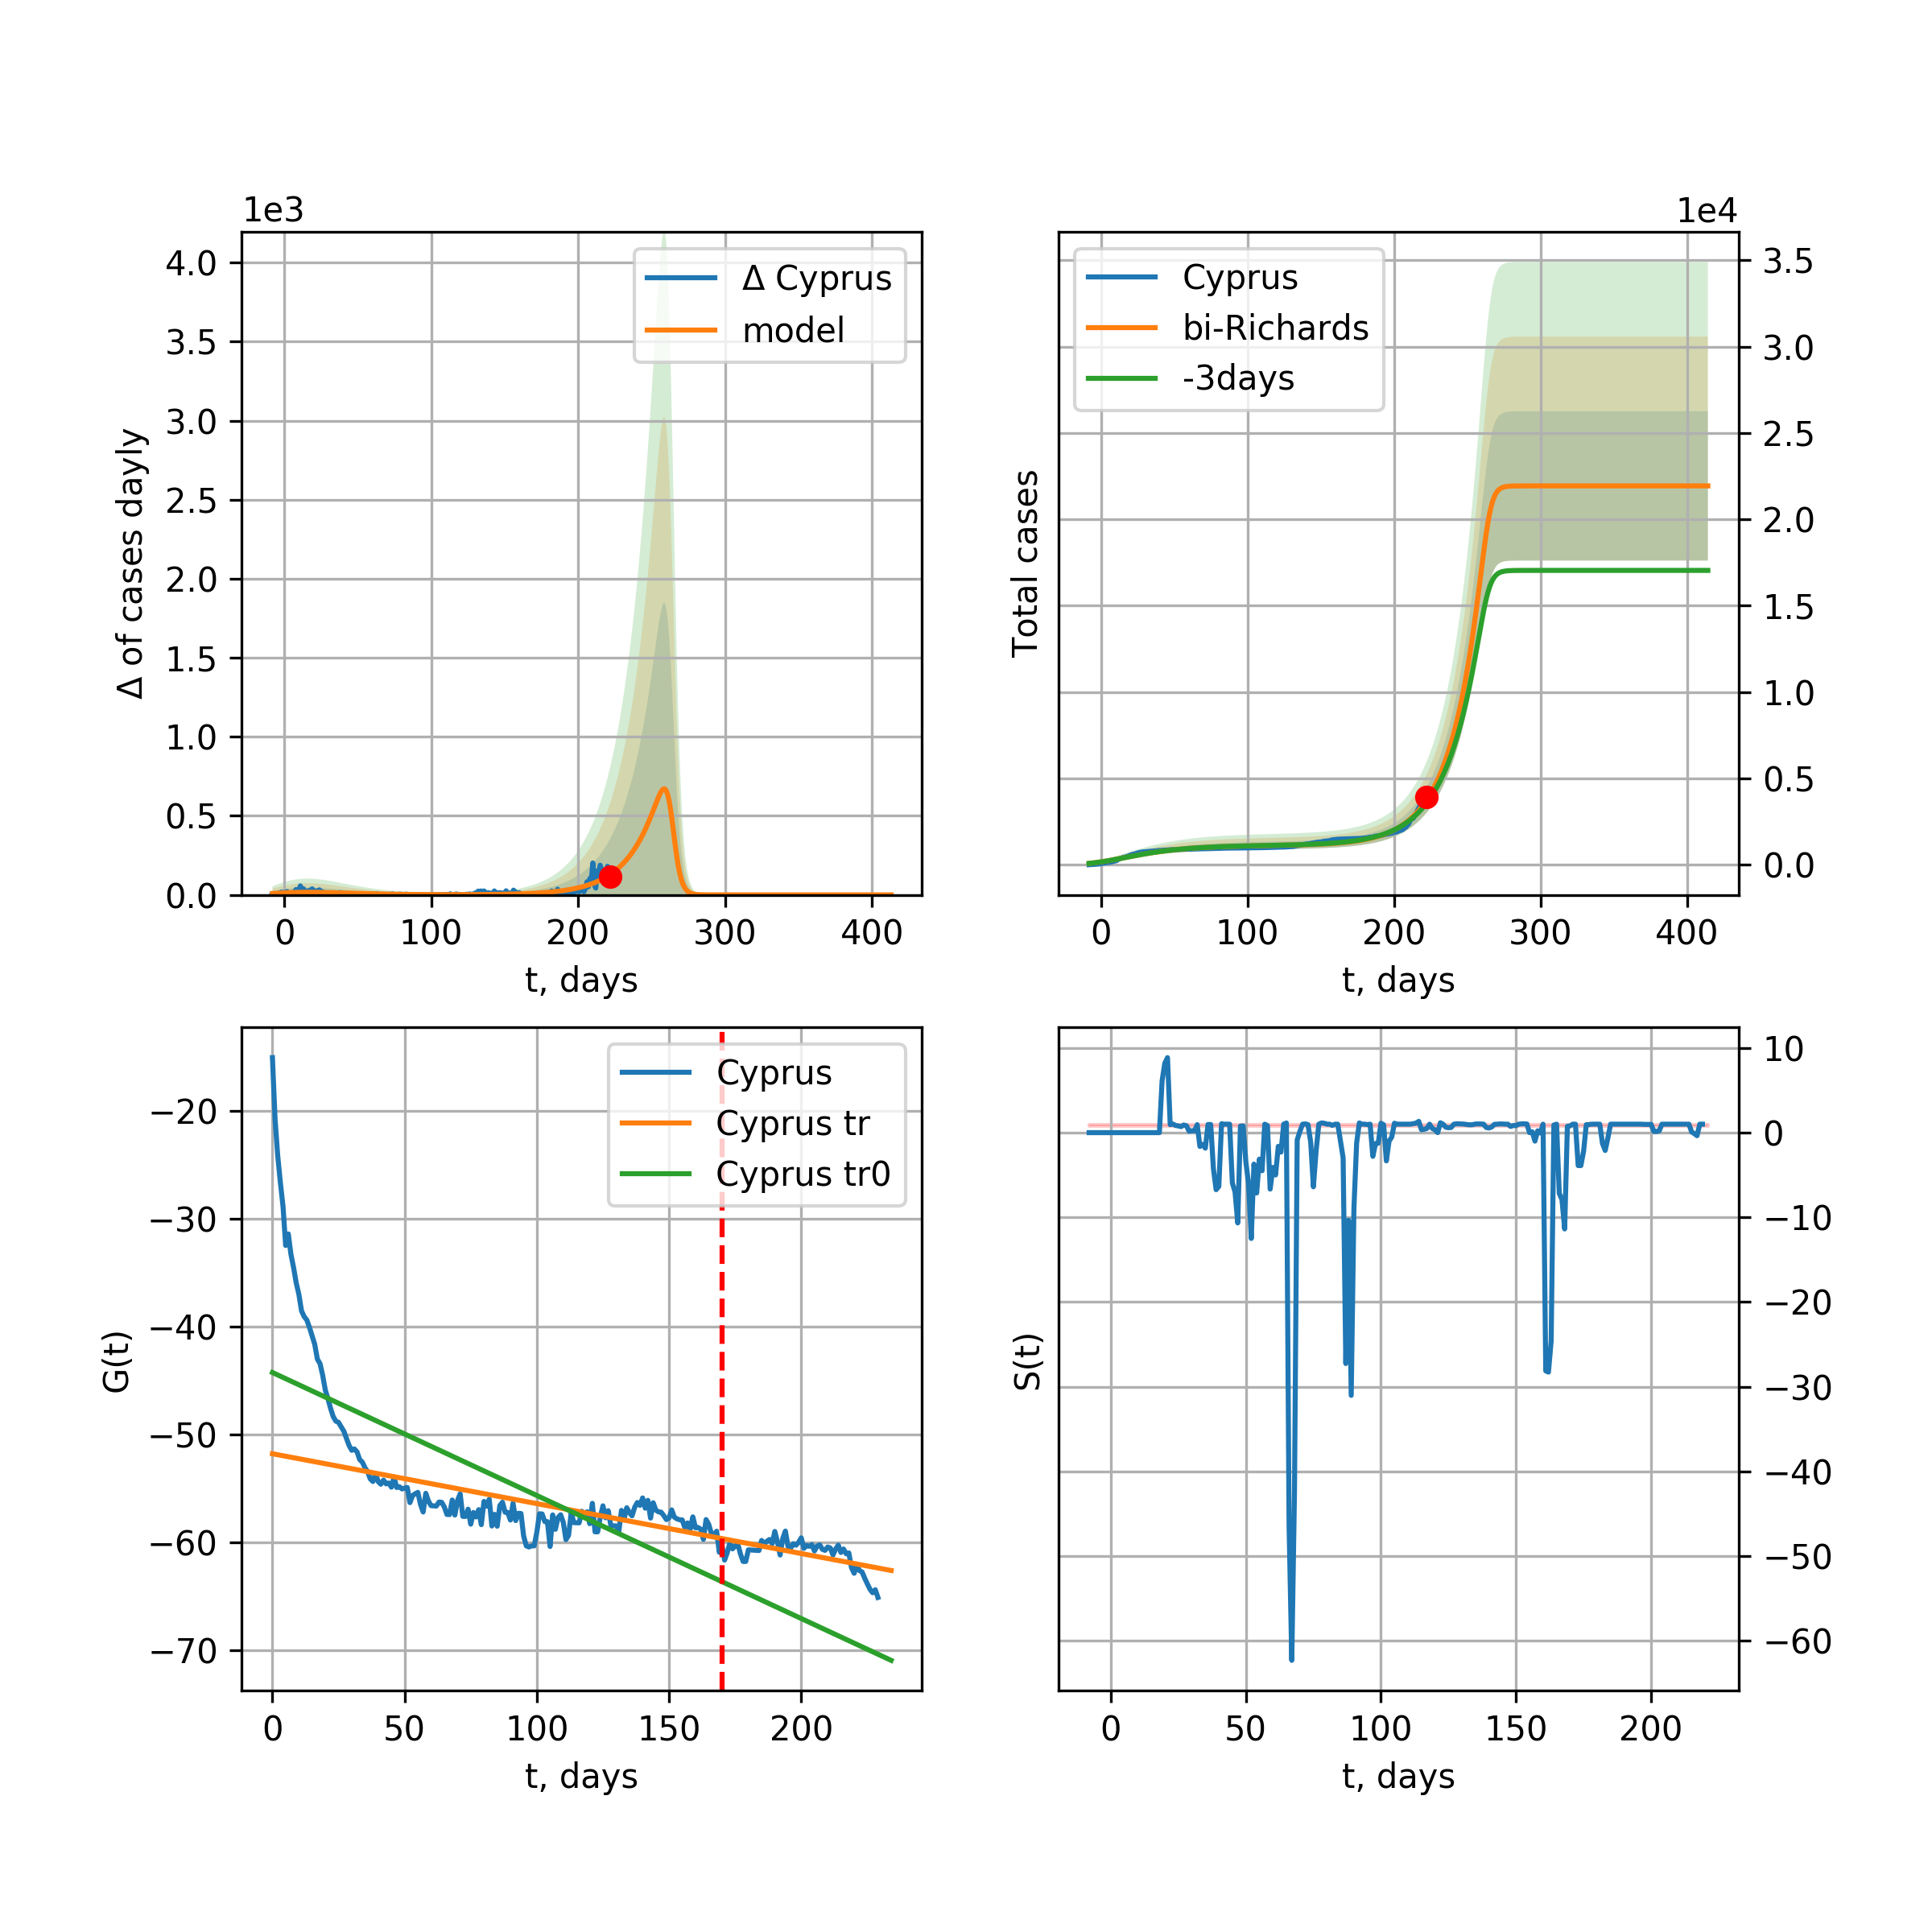 1e3
4.0
3.5
3.0
2.5
2.0
1.5
1.0
0.5
0.0
Δ of cases dayly
Δ Cyprus
model
0
100
200
300
400
t, days
1e4
Total cases
Cyprus
bi-Richards
-3days
3.5
3.0
2.5
2.0
1.5
1.0
0.5
0.0
0
100
200
300
400
t, days
G(t)
−20
−30
−40
−50
−60
−70
Cyprus
Cyprus tr
Cyprus tr0
0
50
100
150
200
t, days
S(t)
10
0
−10
−20
−30
−40
−50
−60
0
50
100
150
200
t, days